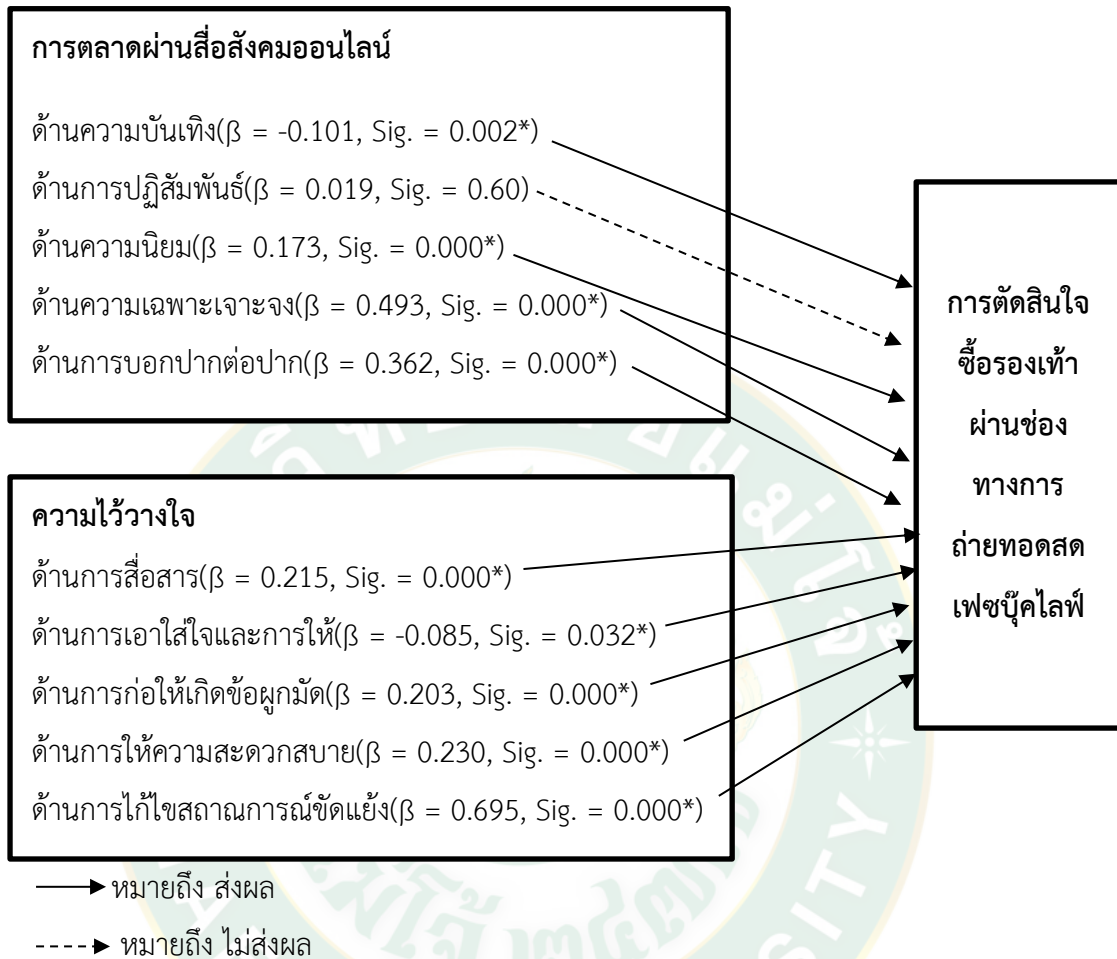 การตลาดผ่านสื่อสังคมออนไลน์
ด้านความบันเทิง(β = -0.101, Sig. = 0.002*)
ด้านการปฏิสัมพันธ์(β = 0.019, Sig. = 0.60)
ด้านความนิยม(β = 0.173, Sig. = 0.000*)
ด้านความเฉพาะเจาะจง(β = 0.493, Sig. = 0.000*)
ด้านการบอกปากต่อปาก(β = 0.362, Sig. = 0.000*)
ความไว้วางใจ
ด้านการสื่อสาร(β = 0.215, Sig. = 0.000*)
ด้านการเอาใส่ใจและการให้(β = -0.085, Sig. = 0.032*)
ด้านการก่อให้เกิดข้อผูกมัด(β = 0.203, Sig. = 0.000*)
ด้านการให้ความสะดวกสบาย(β = 0.230, Sig. = 0.000*)
ด้านการไก้ไขสถาณการณ์ขัดแย้ง(β = 0.695, Sig. = 0.000*)
การตัดสินใจ
ซื้อรองเท้า
ผ่านช่อง
ทางการ
ถ่ายทอดสด
เฟซบุ๊คไลฟ์
หมายถึง ส่งผล
หมายถึง ไม่ส่งผล